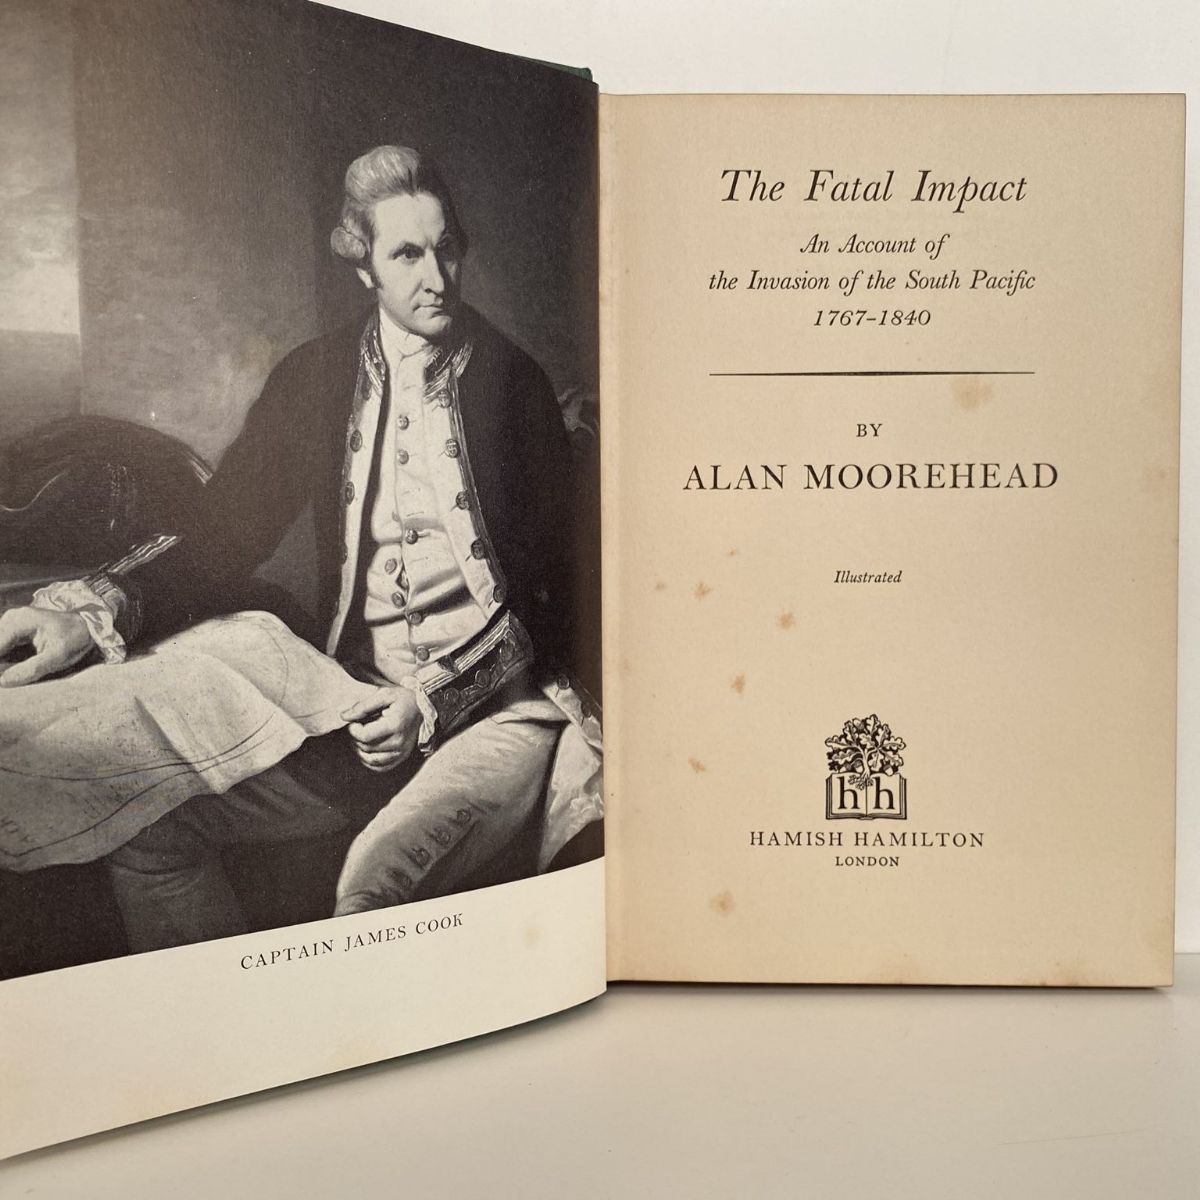 CAPTAIN JAMES COOK
The Fatal Impact
An Account of
the Invasion of the South Pacific
1767–1840
BY
ALAN MOOREHEAD
Illustrated
h h
HAMISH HAMILTON
LONDON